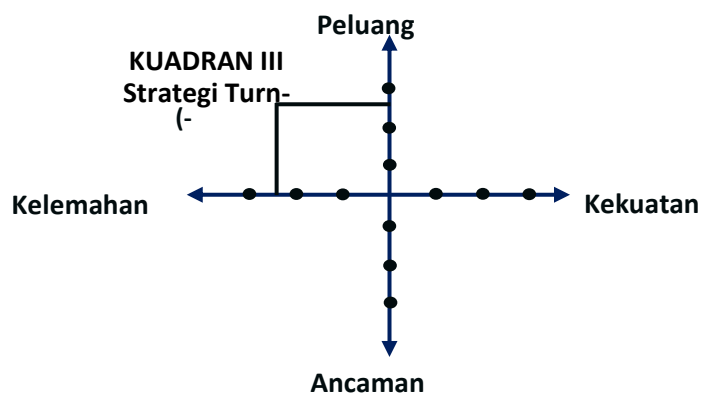 Peluang
KUADRAN III
Strategi Turn-
(-
Kelemahan
Kekuatan
Ancaman